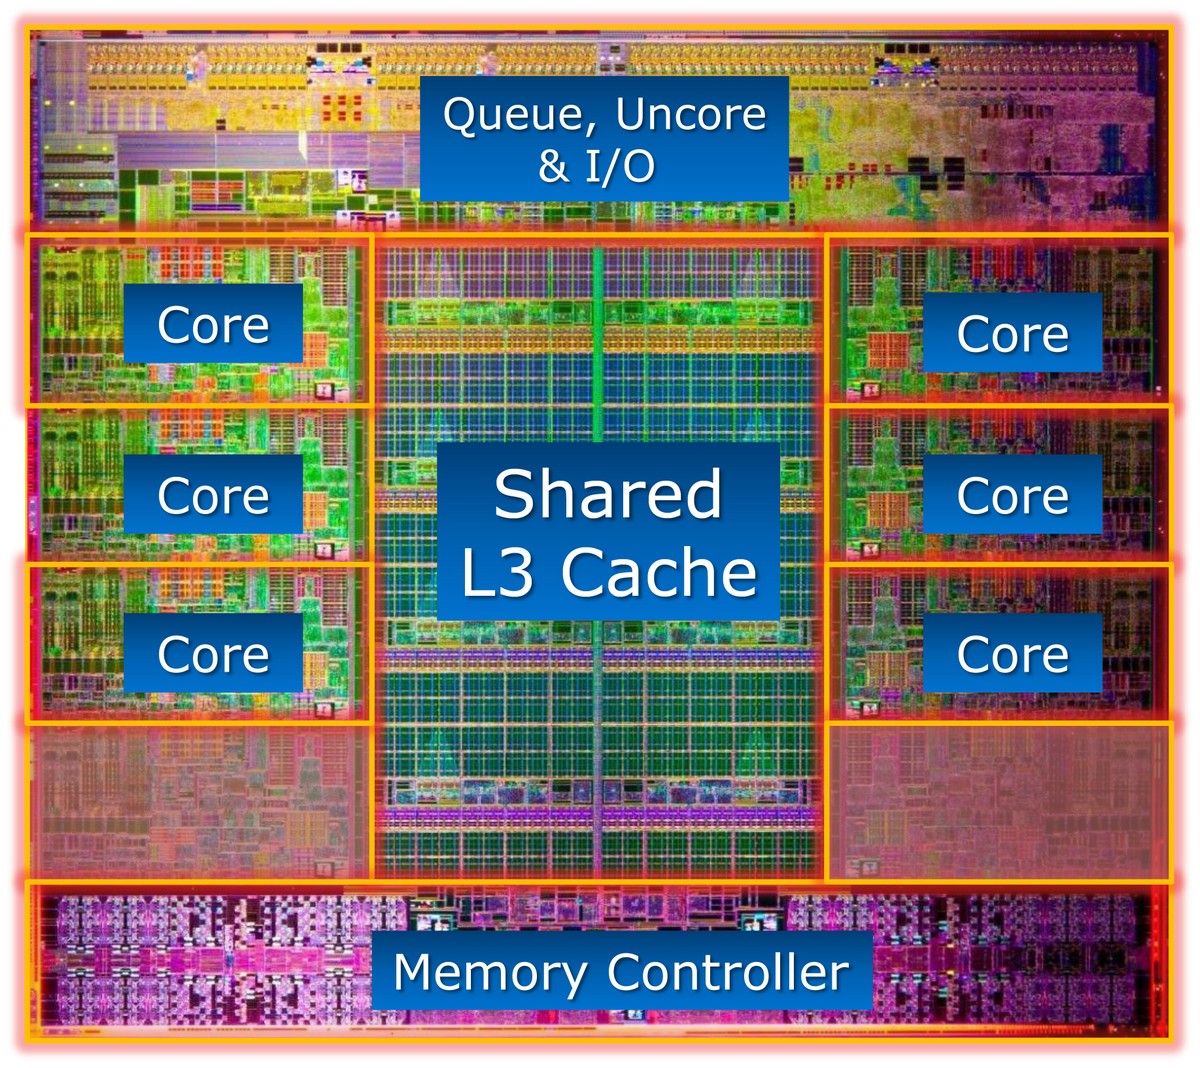 Queue, Uncore
& I/O
Core
Core
Core
Core
Shared
L3 Cache
Core
Core
Memory Controller